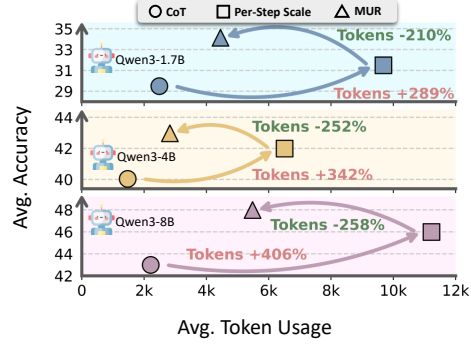 CoT Per-Step Scale MUR
Avg. Accuracy
35
33
31
29
Qwen3-1.7B
Tokens -210%
Tokens +289%
44
42
40
Qwen3-4B
Tokens -252%
Tokens +342%
48
46
44
42
Qwen3-8B
Tokens -258%
Tokens +406%
0 2k 4k 6k 8k 10k 12k
Avg. Token Usage